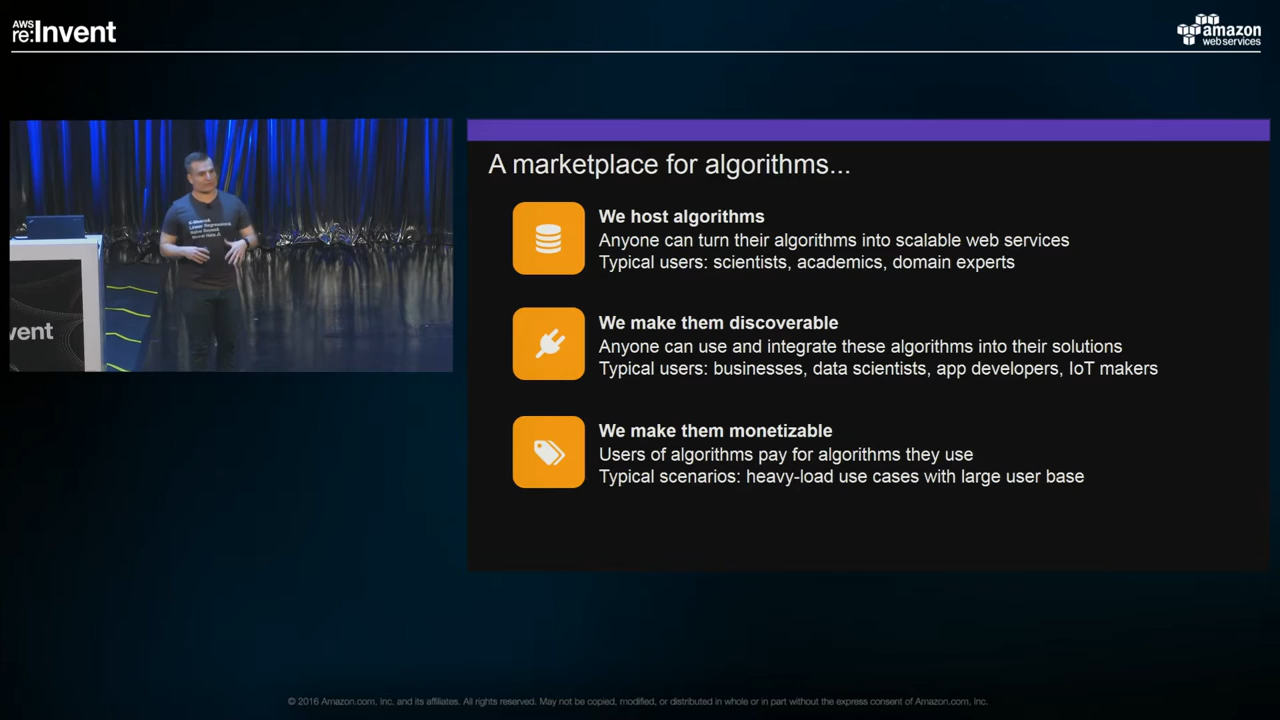 AWS
re:Invent
amazon
web services
vent
A marketplace for algorithms...
We host algorithms
Anyone can turn their algorithms into scalable web services
Typical users: scientists, academics, domain experts
We make them discoverable
Anyone can use and integrate these algorithms into their solutions
Typical users: businesses, data scientists, app developers, IoT makers
We make them monetizable
Users of algorithms pay for algorithms they use
Typical scenarios: heavy-load use cases with large user base
© 2016 Amazon.com, Inc. and its affiliates. All rights reserved. May not be copied, modified, or distributed in whole or in part without the express consent of Amazon.com, Inc.